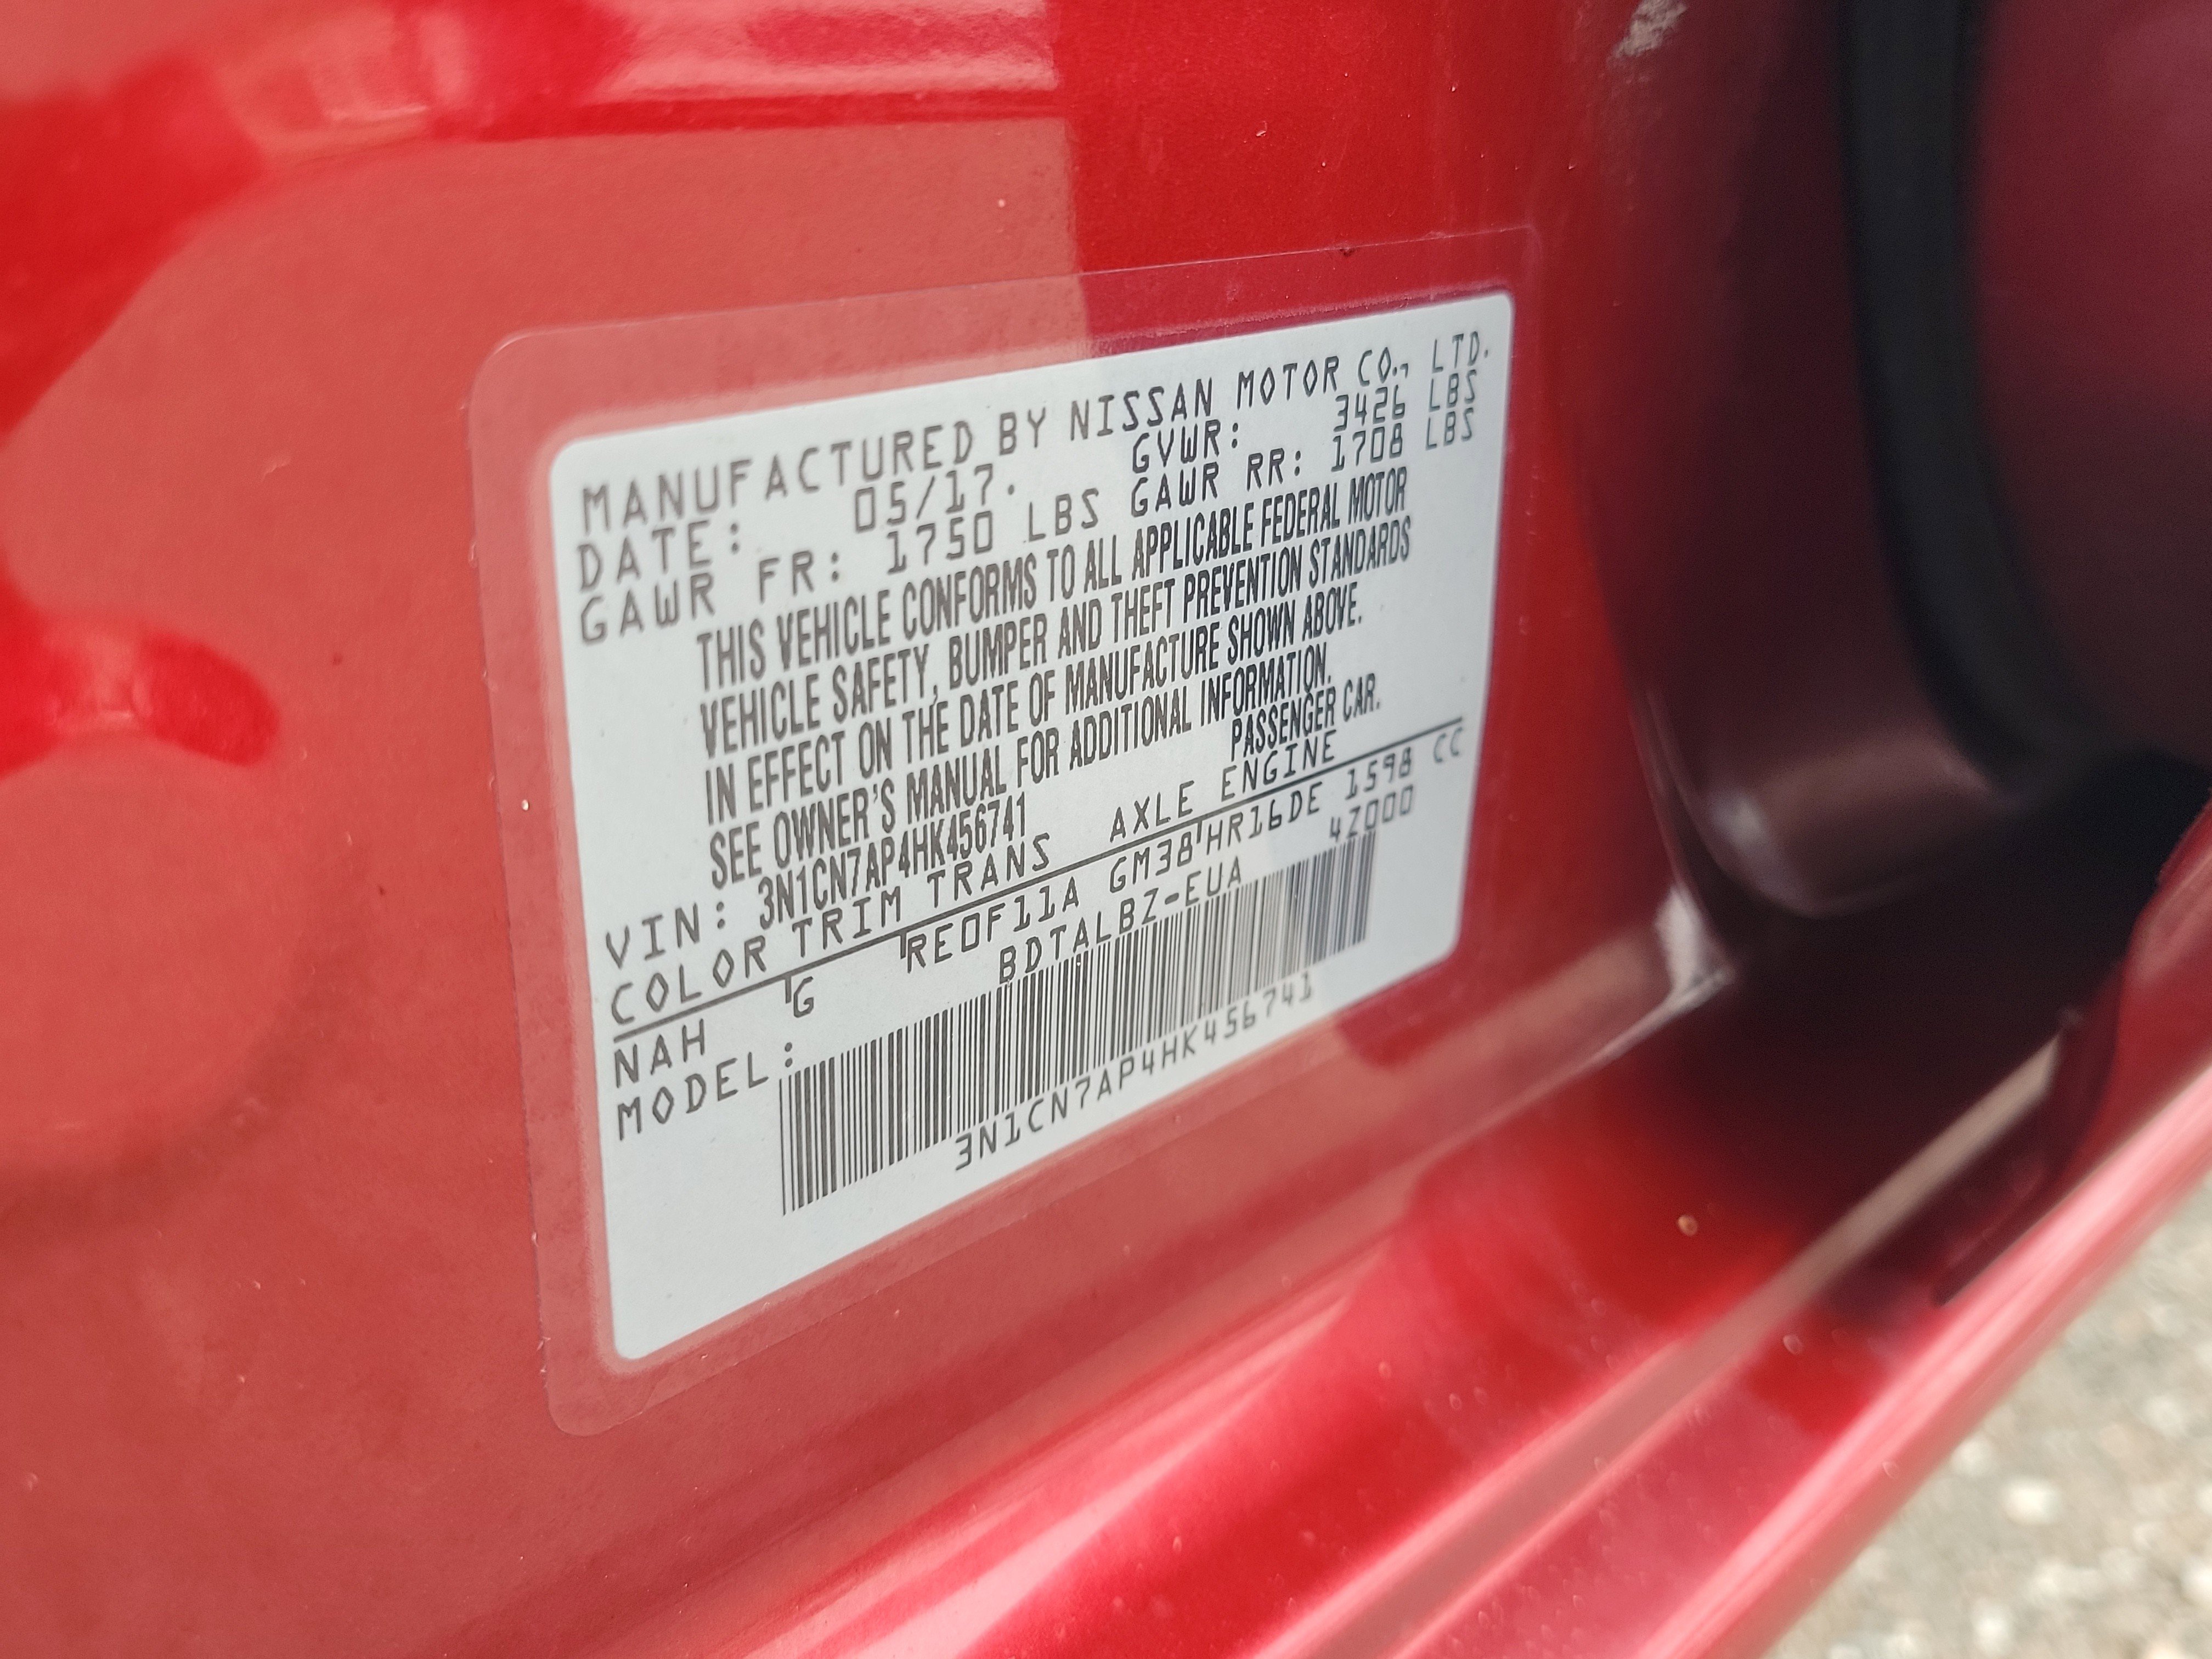 MANUFACTURED BY NISSAN MOTOR CO., LTD.
DATE: 05/17. GVWR: 3426 LBS
GAWR FR: 1750 LBS GAWR RR: 1708 LBS
THIS VEHICLE CONFORMS TO ALL APPLICABLE FEDERAL MOTOR
VEHICLE SAFETY, BUMPER AND THEFT PREVENTION STANDARDS
IN EFFECT ON THE DATE OF MANUFACTURE SHOWN ABOVE.
SEE OWNER'S MANUAL FOR ADDITIONAL INFORMATION.
VIN: 3N1CN7AP4HK456741 PASSENGER CAR.
COLOR TRIM TRANS AXLE ENGINE
NAH G RE0F11A GM38 HR16DE 1598 CC
MODEL: BDTALBZ-EUA 4Z000
3N1CN7AP4HK456741